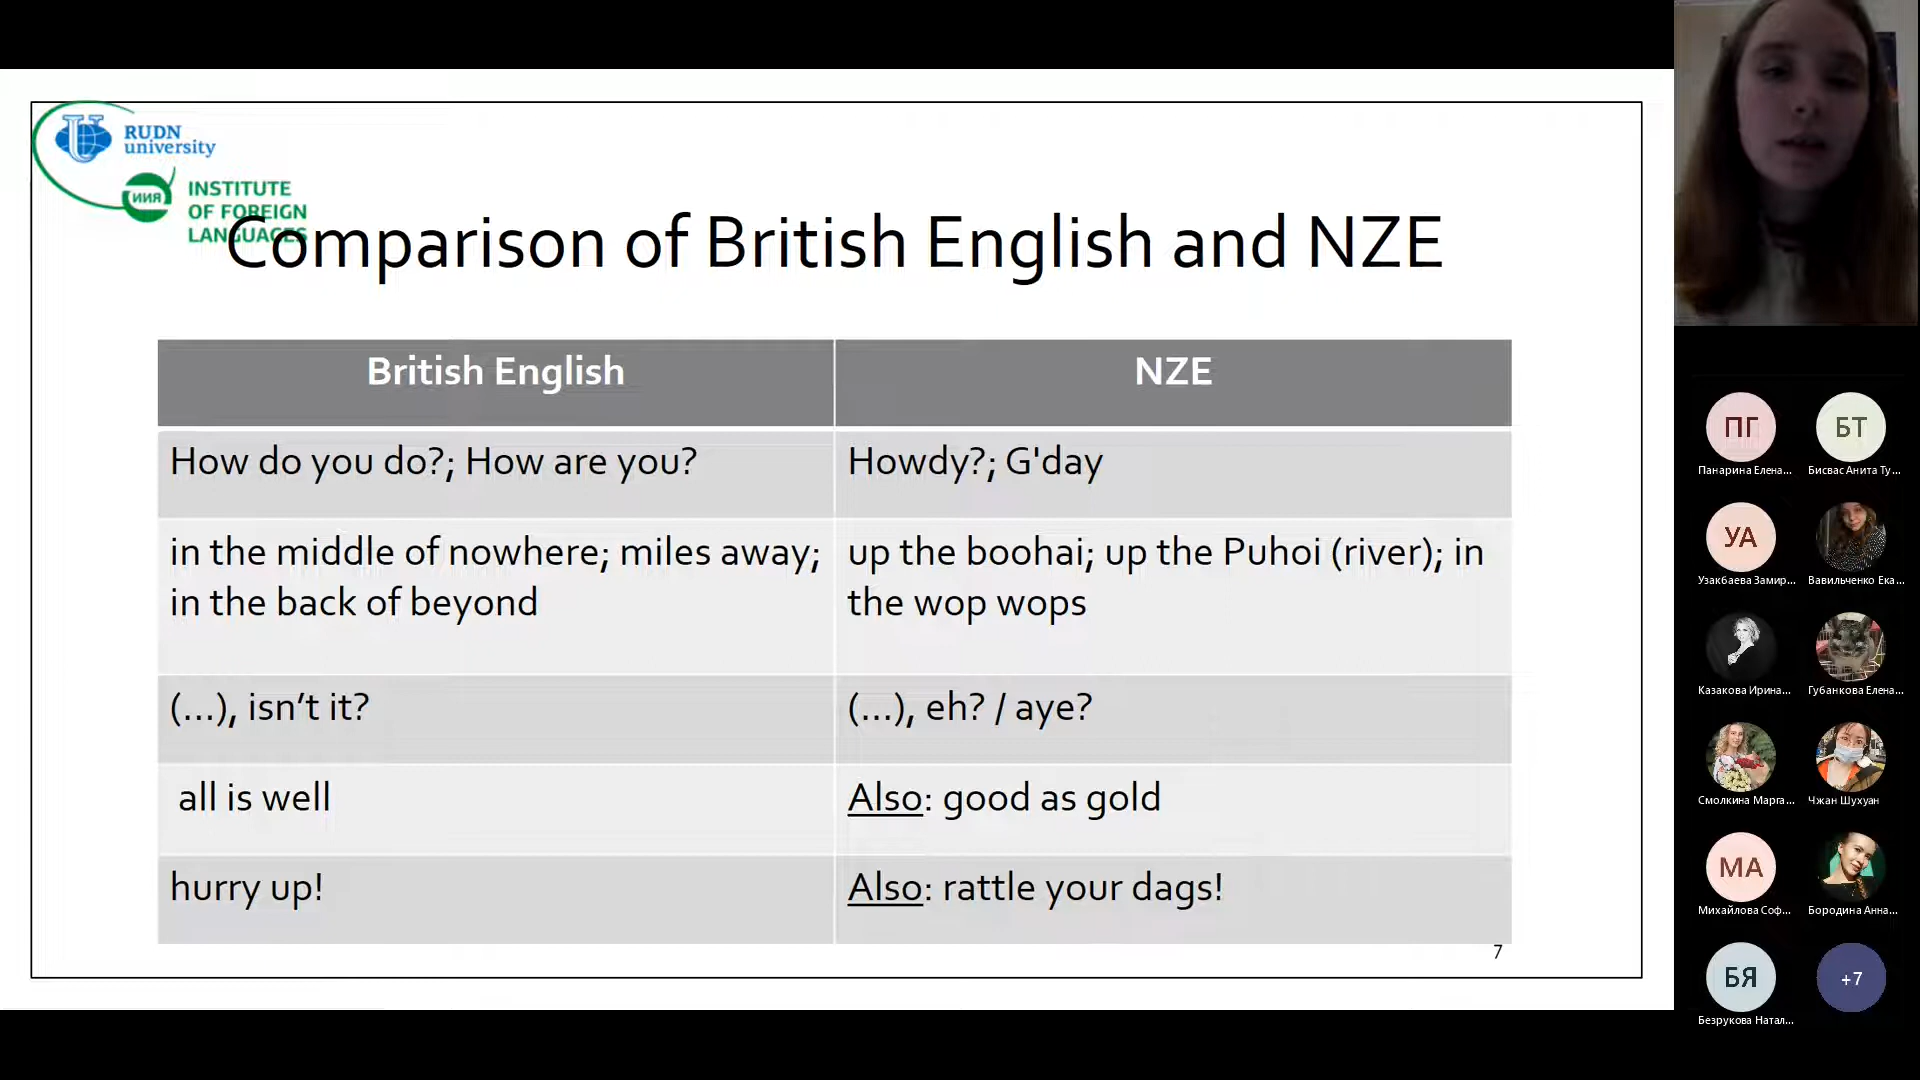 RUDN
university
ИИЯ
INSTITUTE
OF FOREIGN
LANGUAGES
Comparison of British English and NZE
British English
NZE
How do you do?; How are you?
Howdy?; G'day
in the middle of nowhere; miles away;
in the back of beyond
up the boohai; up the Puhoi (river); in
the wop wops
(...), isn’t it?
(...), eh? / aye?
all is well
Also: good as gold
hurry up!
Also: rattle your dags!
7
ПГ
БТ
Панарина Елена...
Бисвас Анита Ту...
УА
Узакбаева Замир...
Вавильченко Ека...
Казакова Ирина...
Губанкова Елена...
Смолкина Марга...
Чжан Шухуан
МА
Михайлова Соф...
Бородина Анна...
БЯ
+7
Безрукова Натал...